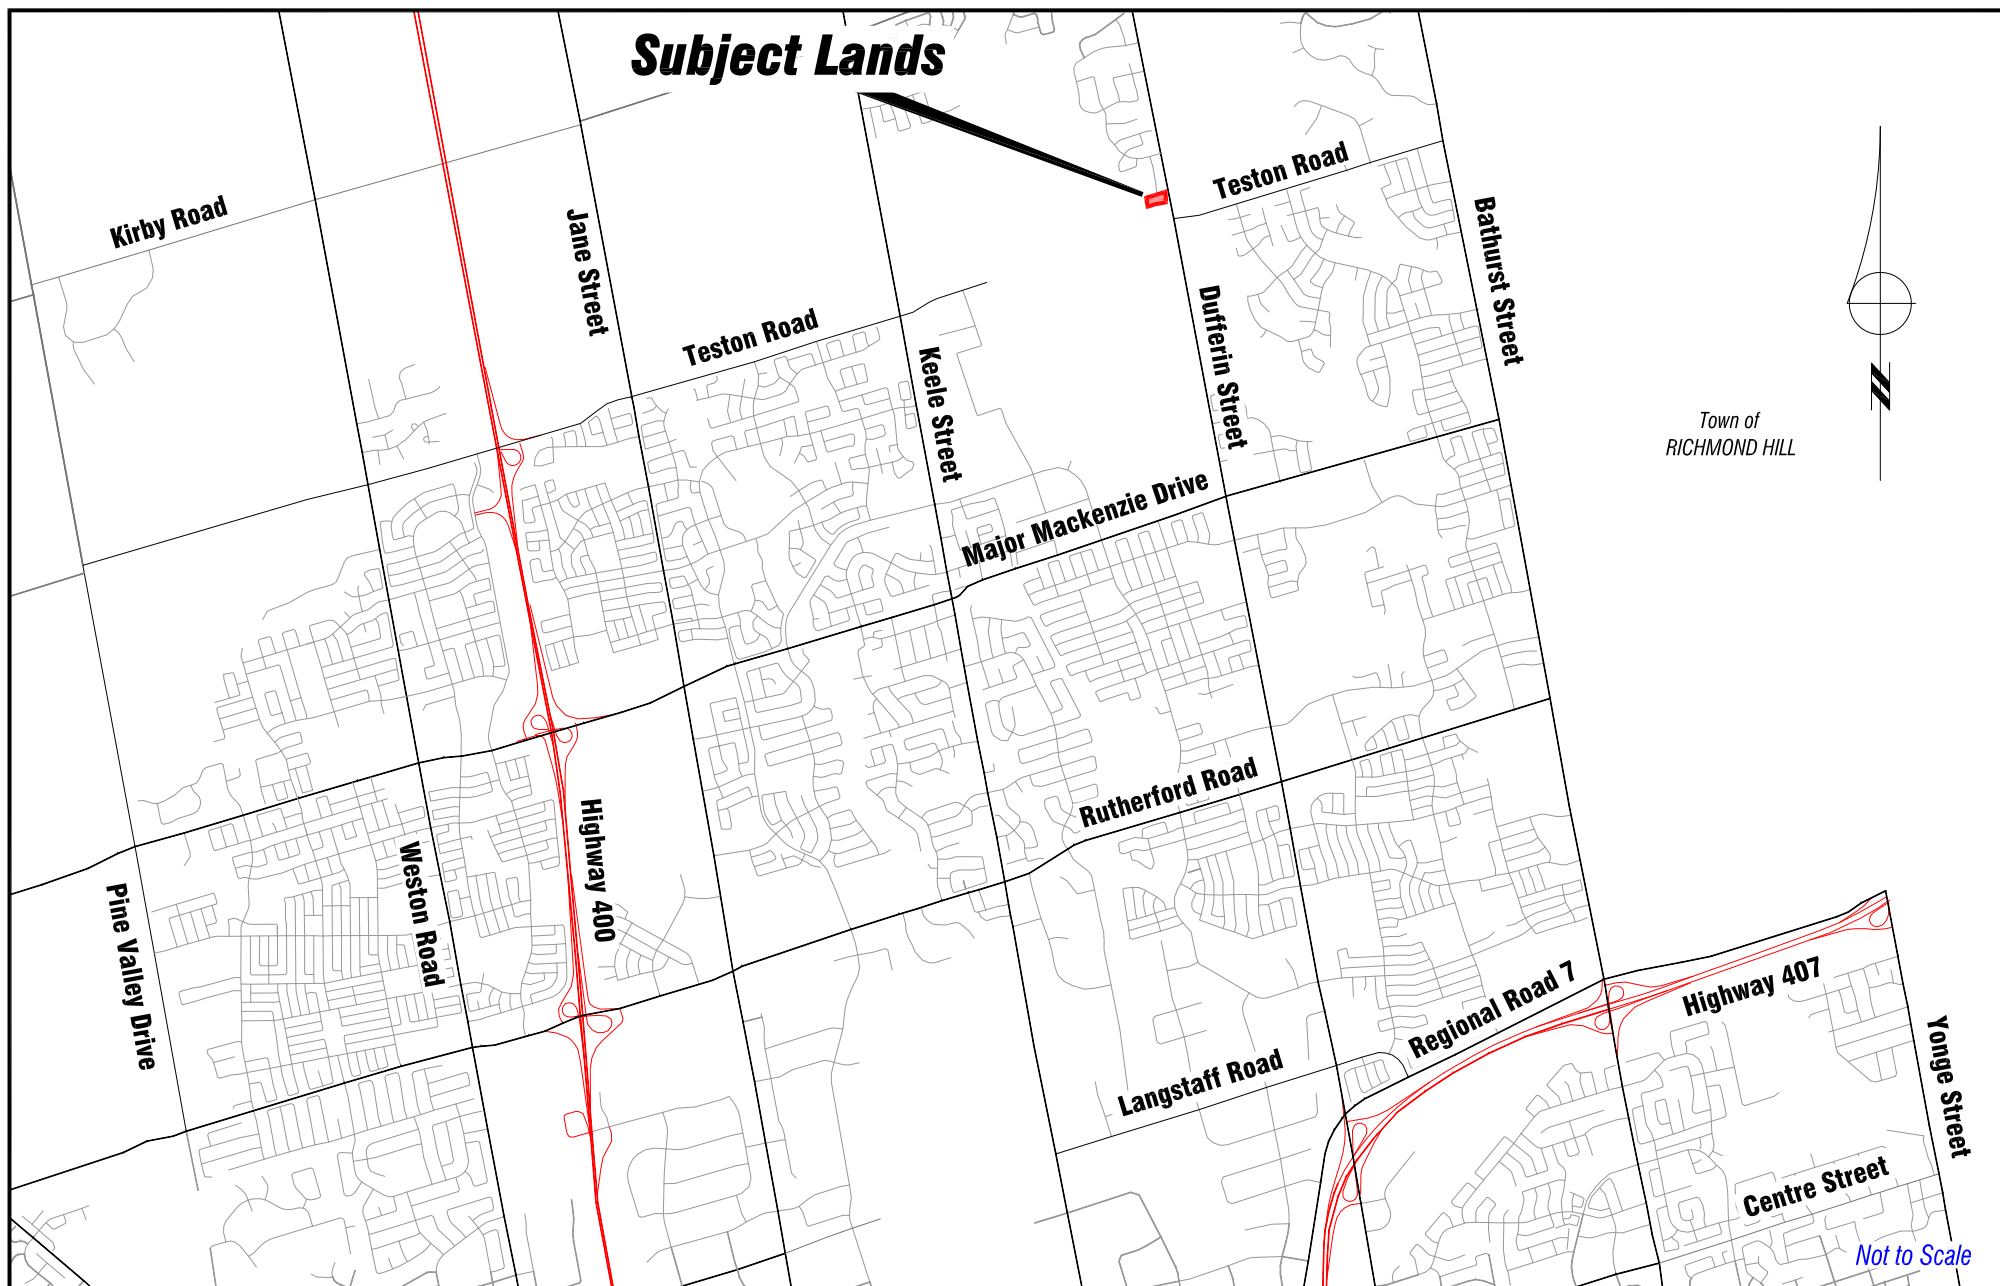 Subject Lands
Teston Road
Kirby Road
Jane Street
Bathurst Street
Dufferin Street
Teston Road
Keele Street
Town of
RICHMOND HILL
N
Major Mackenzie Drive
Rutherford Road
Highway 400
Weston Road
Pine Valley Drive
Regional Road 7
Highway 407
Langstaff Road
Yonge Street
Centre Street
Not to Scale